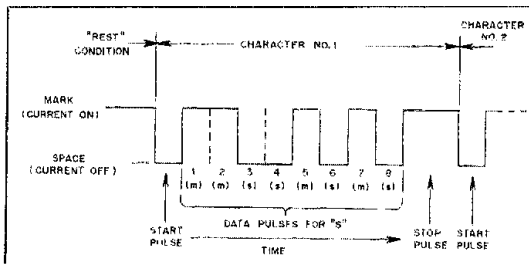 "REST" CONDITION
CHARACTER NO. 1
CHARACTER NO. 2
MARK (CURRENT ON)
SPACE (CURRENT OFF)
1 2 3 4 5 6 7 8
(m) (m) (s) (s) (m) (s) (m) (s)
DATA PULSES FOR "S"
START PULSE
TIME
STOP PULSE
START PULSE